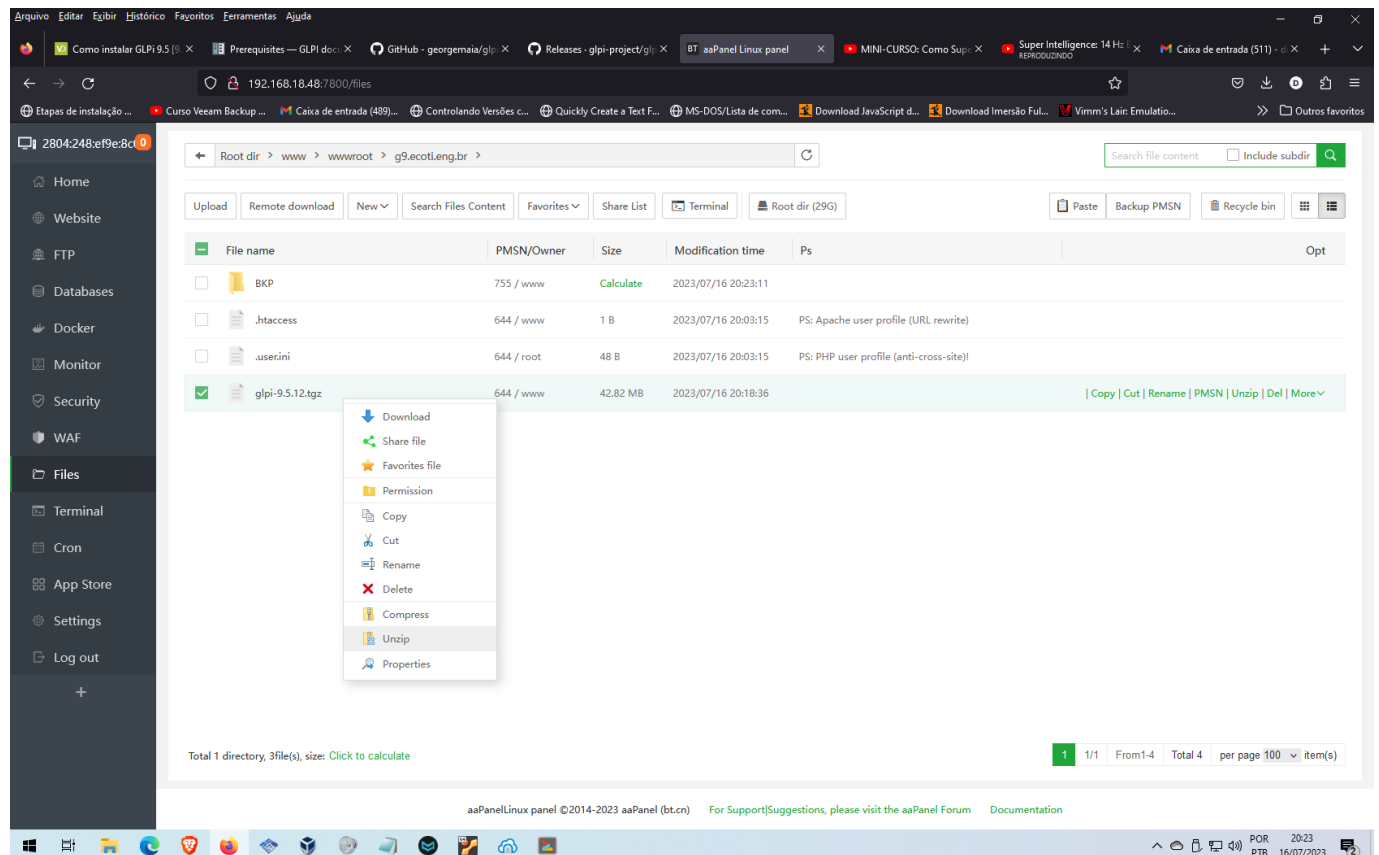 Arquivo Editar Exibir Histórico Favoritos Ferramentas Ajuda
Como instalar GLPi 9.5 [9. Prerequisites — GLPI docu GitHub - georgemaia/glpi Releases · glpi-project/glp BT aaPanel Linux panel MINI-CURSO: Como Supe Super Intelligence: 14 Hz B Caixa de entrada (511) - di
REPRODUZINDO
192.168.18.48:7800/files
Etapas de instalação ... Curso Veeam Backup ... Caixa de entrada (489)... Controlando Versões c... Quickly Create a Text F... MS-DOS/Lista de com... Download JavaScript d... Download Imersão Ful... Vimm's Lair: Emulatio... Outros favoritos
2804:248:ef9e:8c 0
Root dir > www > wwwroot > g9.ecoti.eng.br >
Search file content Include subdir
Home
Website
FTP
Databases
Docker
Monitor
Security
WAF
Files
Terminal
Cron
App Store
Settings
Log out
+
Upload Remote download New Search Files Content Favorites Share List Terminal Root dir (29G) Paste Backup PMSN Recycle bin
File name PMSN/Owner Size Modification time Ps Opt
BKP 755 / www Calculate 2023/07/16 20:23:11
.htaccess 644 / www 1 B 2023/07/16 20:03:15 PS: Apache user profile (URL rewrite)
.user.ini 644 / root 48 B 2023/07/16 20:03:15 PS: PHP user profile (anti-cross-site)!
glpi-9.5.12.tgz 644 / www 42.82 MB 2023/07/16 20:18:36 | Copy | Cut | Rename | PMSN | Unzip | Del | More
Download
Share file
Favorites file
Permission
Copy
Cut
Rename
Delete
Compress
Unzip
Properties
Total 1 directory, 3file(s), size: Click to calculate
1 1/1 From1-4 Total 4 per page 100 item(s)
aaPanelLinux panel ©2014-2023 aaPanel (bt.cn) For Support|Suggestions, please visit the aaPanel Forum Documentation
POR 20:23
PTB 16/07/2023
2